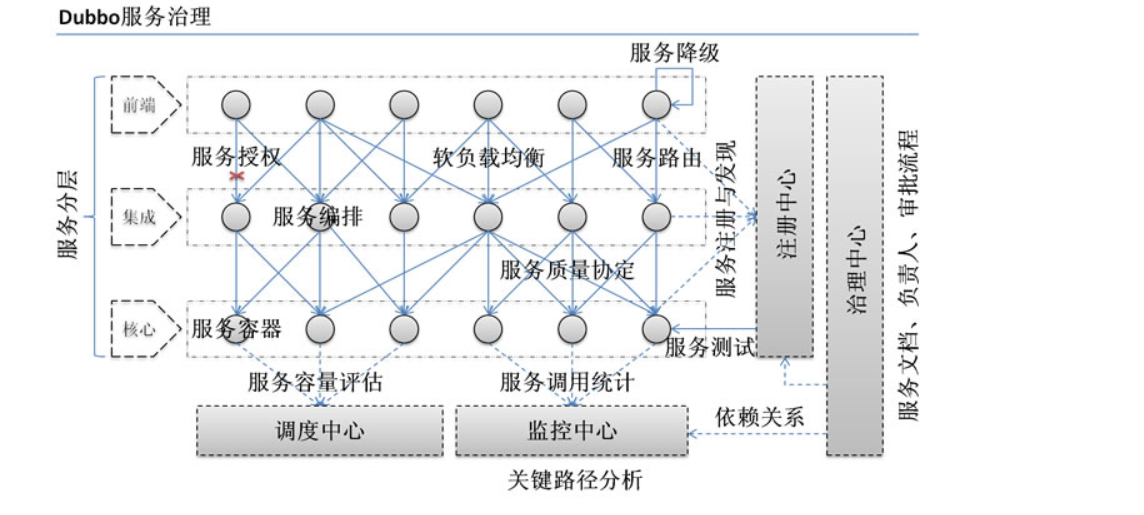 Dubbo服务治理
服务降级
前端
服务授权
软负载均衡
服务路由
服务分层
集成
服务编排
服务注册与发现
注册中心
治理中心
服务文档、负责人、审批流程
服务质量协定
核心
服务容器
服务测试
服务容量评估
服务调用统计
调度中心
监控中心
依赖关系
关键路径分析